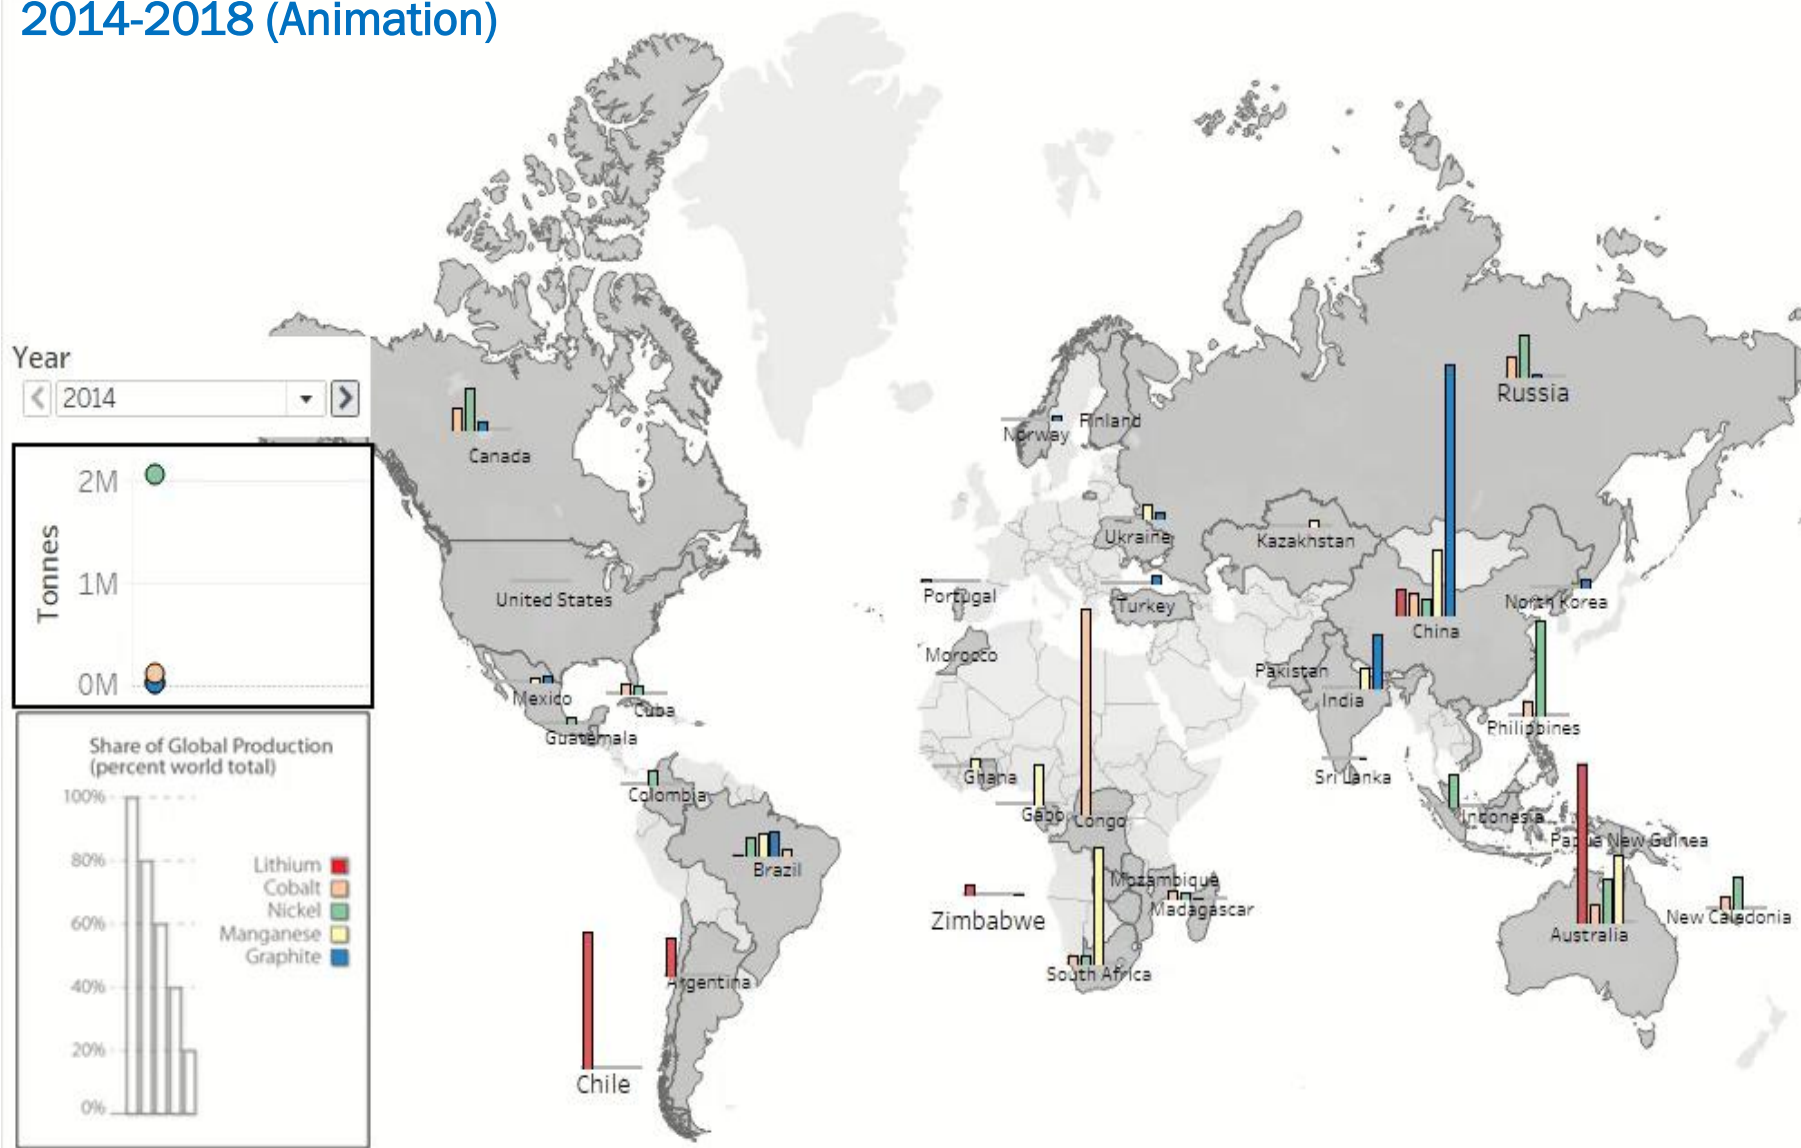 2014-2018 (Animation)
Year
2014
Tonnes
2M
1M
0M
Share of Global Production
(percent world total)
100%
80%
60%
40%
20%
0%
Lithium
Cobalt
Nickel
Manganese
Graphite
Canada
United States
Mexico
Cuba
Guatemala
Colombia
Brazil
Argentina
Chile
Norway
Finland
Russia
Ukraine
Kazakhstan
Portugal
Turkey
North Korea
China
Morocco
Pakistan
India
Philippines
Ghana
Sri Lanka
Gabo
Congo
Indonesia
Papua New Guinea
Mozambique
Madagascar
Zimbabwe
New Caledonia
Australia
South Africa